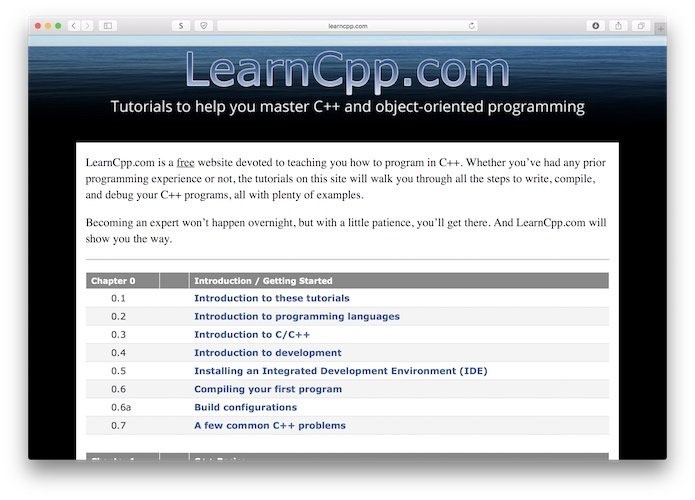 learncpp.com
LearnCpp.com
Tutorials to help you master C++ and object-oriented programming
LearnCpp.com is a free website devoted to teaching you how to program in C++. Whether you've had any prior
programming experience or not, the tutorials on this site will walk you through all the steps to write, compile,
and debug your C++ programs, all with plenty of examples.
Becoming an expert won't happen overnight, but with a little patience, you'll get there. And LearnCpp.com will
show you the way.
Chapter 0 Introduction / Getting Started
0.1 Introduction to these tutorials
0.2 Introduction to programming languages
0.3 Introduction to C/C++
0.4 Introduction to development
0.5 Installing an Integrated Development Environment (IDE)
0.6 Compiling your first program
0.6a Build configurations
0.7 A few common C++ problems